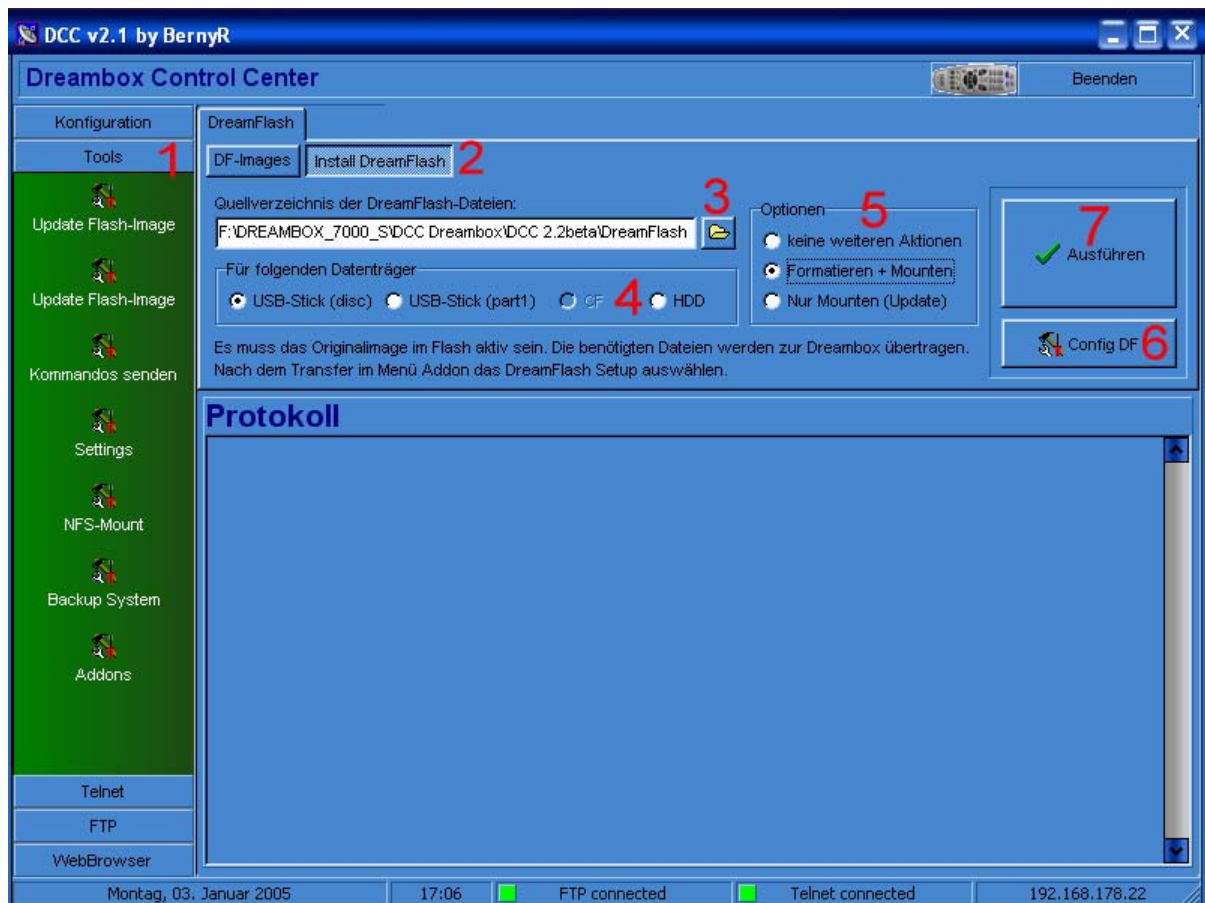 DCC v2.1 by BernyR
Dreambox Control Center
Beenden
Konfiguration
Tools 1
Update Flash-Image
Update Flash-Image
Kommandos senden
Settings
NFS-Mount
Backup System
Addons
Telnet
FTP
WebBrowser
DreamFlash
DF-Images Install DreamFlash 2
Quellverzeichnis der DreamFlash-Dateien: 3
F:\DREAMBOX_7000_S\DCC Dreambox\DCC 2.2beta\DreamFlash
Für folgenden Datenträger
USB-Stick (disc) USB-Stick (part1) CF 4 HDD
Optionen 5
keine weiteren Aktionen
Formatieren + Mounten
Nur Mounten (Update)
7
Ausführen
Config DF 6
Es muss das Originalimage im Flash aktiv sein. Die benötigten Dateien werden zur Dreambox übertragen.
Nach dem Transfer im Menü Addon das DreamFlash Setup auswählen.
Protokoll
Montag, 03. Januar 2005 17:06 FTP connected Telnet connected 192.168.178.22